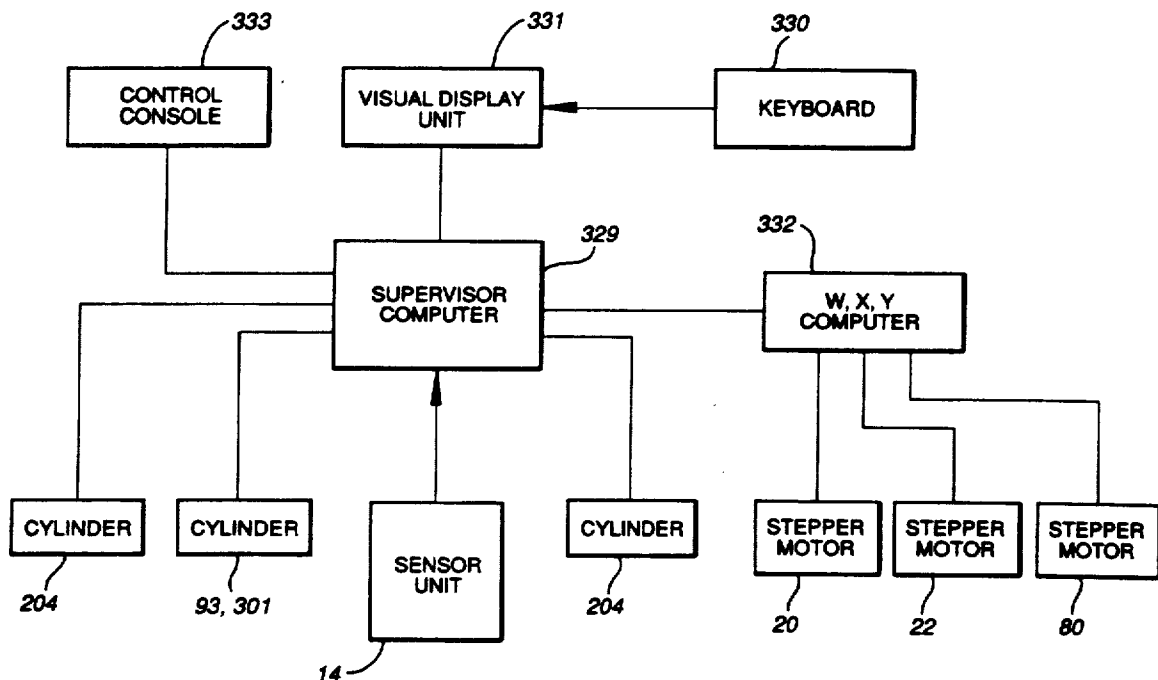 333
331
330
CONTROL
CONSOLE
VISUAL DISPLAY
UNIT
KEYBOARD
329
332
SUPERVISOR
COMPUTER
W, X, Y
COMPUTER
CYLINDER
CYLINDER
SENSOR
UNIT
CYLINDER
STEPPER
MOTOR
STEPPER
MOTOR
STEPPER
MOTOR
204
93, 301
14
204
20
22
80